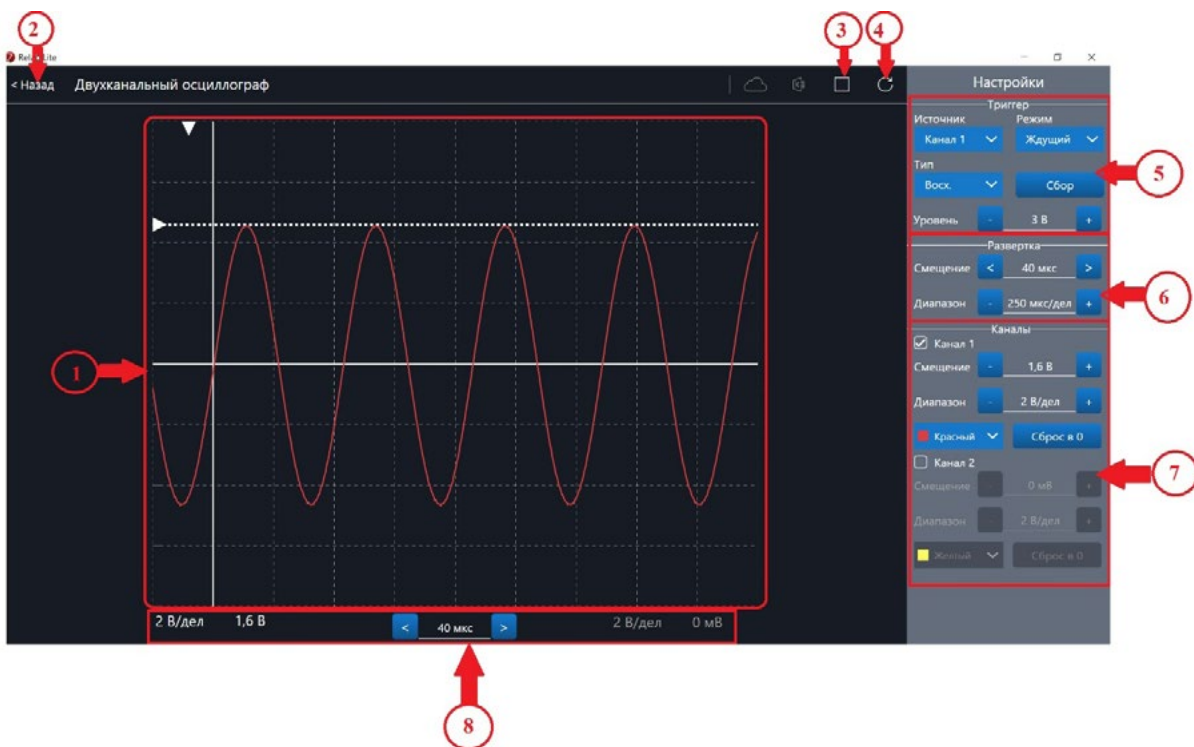 2
3
4
Relab Lite
< Назад Двухканальный осциллограф
Настройки
Триггер
Источник Режим
Канал 1 Ждущий
Тип
Восх. Сбор
5
Уровень - 3 В +
Развертка
Смещение < 40 мкс >
6
Диапазон - 250 мкс/дел +
Каналы
Канал 1
1
Смещение - 1,6 В +
Диапазон - 2 В/дел +
Красный Сброс в 0
Канал 2
7
Смещение - 0 мВ +
Диапазон - 2 В/дел +
Желтый Сброс в 0
2 В/дел 1,6 В < 40 мкс > 2 В/дел 0 мВ
8